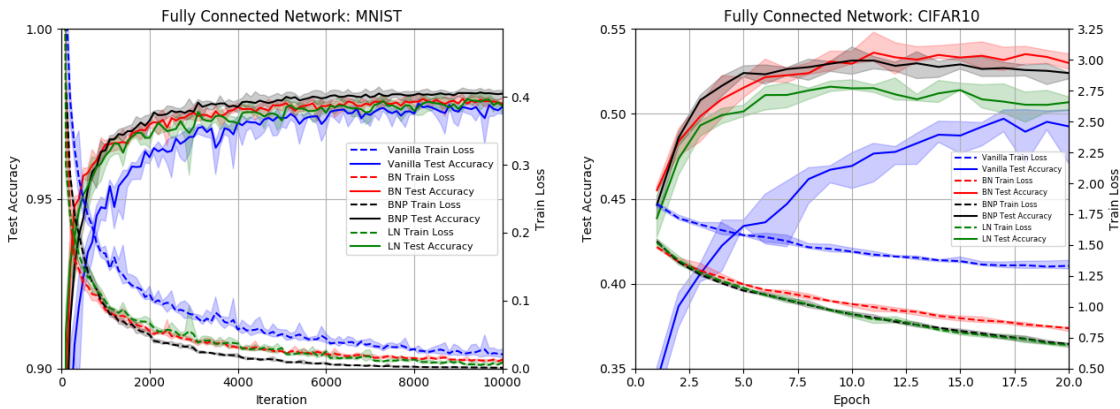 Fully Connected Network: MNIST
1.00
0.95
0.90
Test Accuracy
0.4
0.3
0.2
0.1
0.0
Train Loss
Vanilla Train Loss
Vanilla Test Accuracy
BN Train Loss
BN Test Accuracy
BNP Train Loss
BNP Test Accuracy
LN Train Loss
LN Test Accuracy
0
2000
4000
6000
8000
10000
Iteration
Fully Connected Network: CIFAR10
0.55
0.50
0.45
0.40
0.35
Test Accuracy
3.25
3.00
2.75
2.50
2.25
2.00
1.75
1.50
1.25
1.00
0.75
0.50
Train Loss
Vanilla Train Loss
Vanilla Test Accuracy
BN Train Loss
BN Test Accuracy
BNP Train Loss
BNP Test Accuracy
LN Train Loss
LN Test Accuracy
0.0
2.5
5.0
7.5
10.0
12.5
15.0
17.5
20.0
Epoch